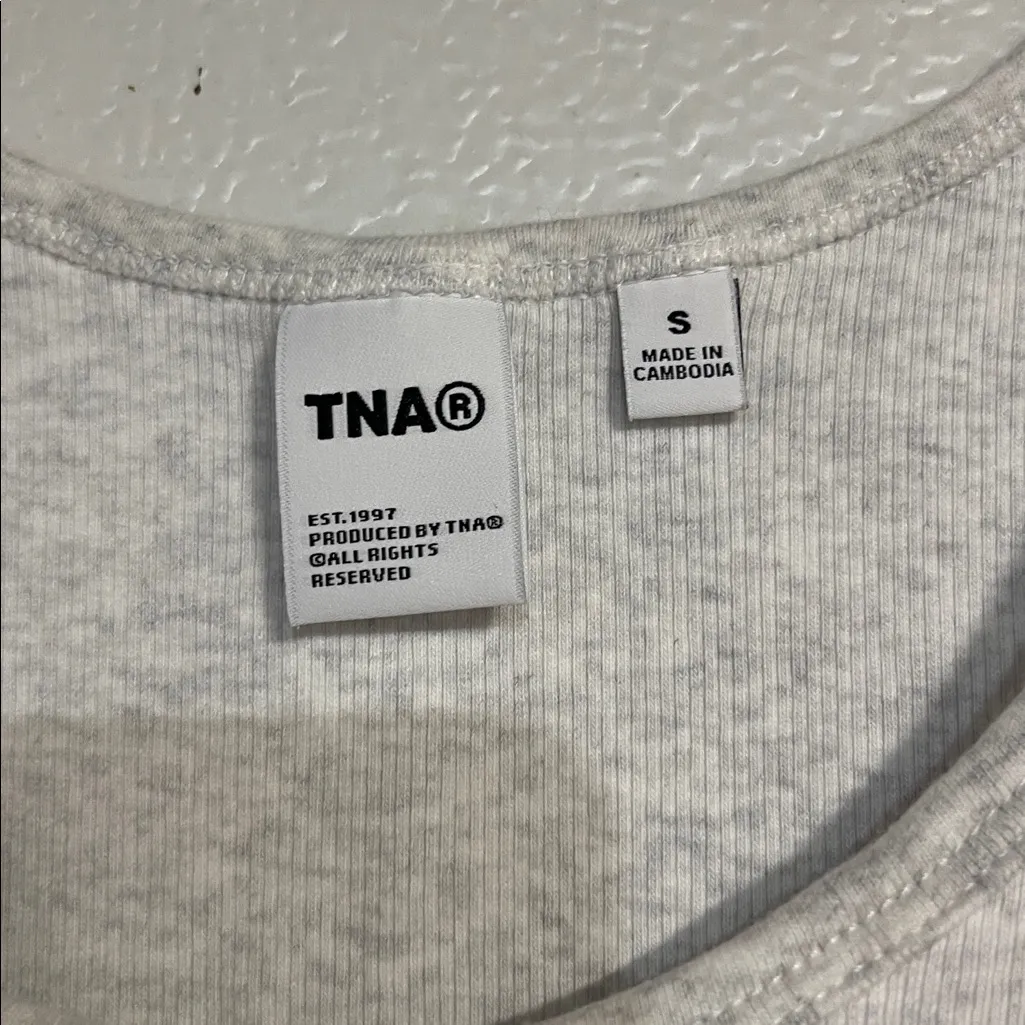 TNA®
EST.1997
PRODUCED BY TNA®
©ALL RIGHTS
RESERVED
S
MADE IN
CAMBODIA